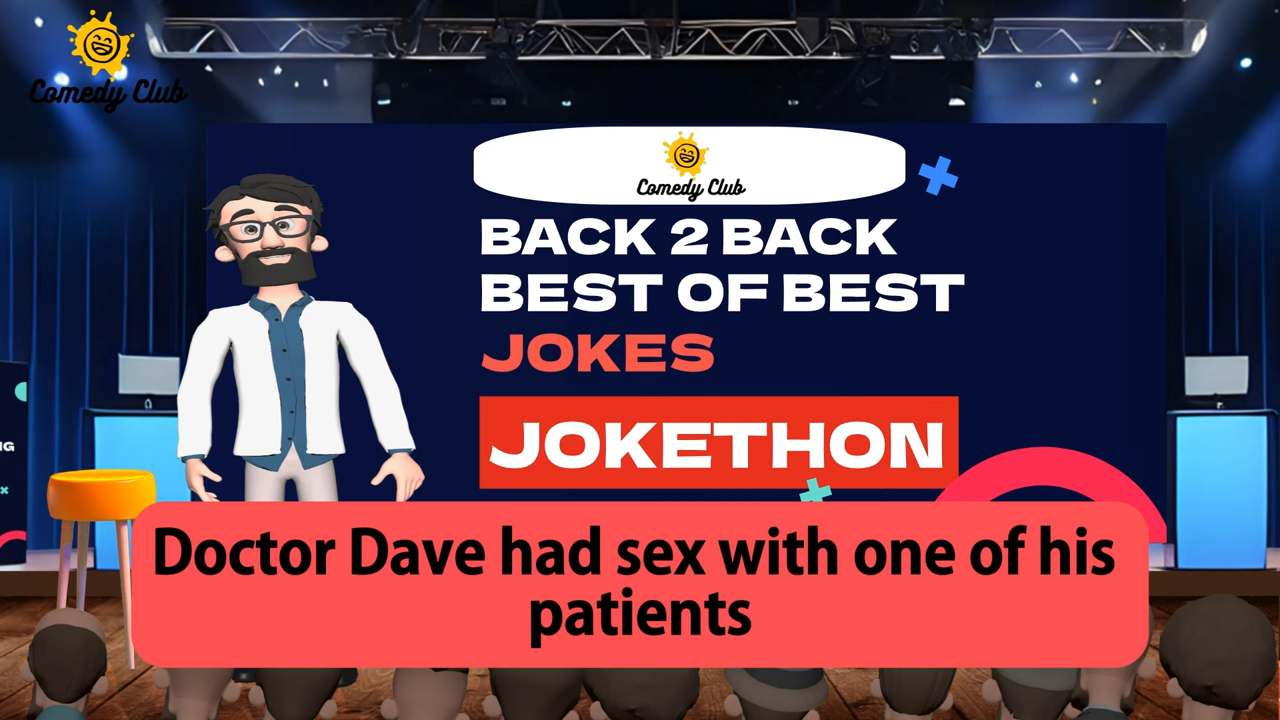 Comedy Club
Comedy Club
BACK 2 BACK
BEST OF BEST
JOKES
JOKETHON
NG
Doctor Dave had sex with one of his
patients